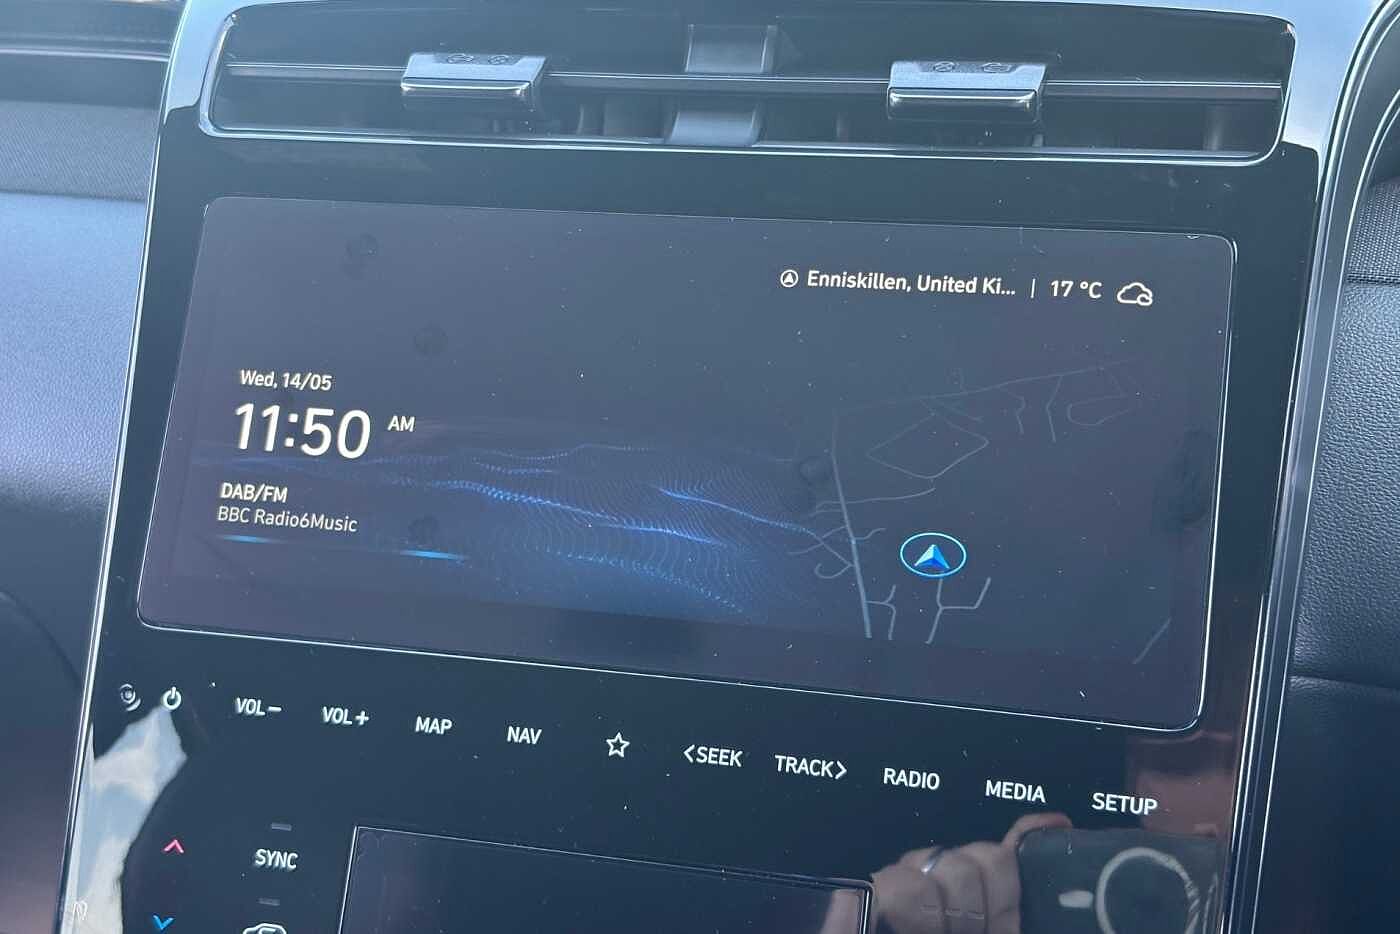 Enniskillen, United Ki... | 17 °C
Wed, 14/05
11:50 AM
DAB/FM
BBC Radio6Music
VOL− VOL+ MAP NAV <SEEK TRACK> RADIO MEDIA SETUP
SYNC